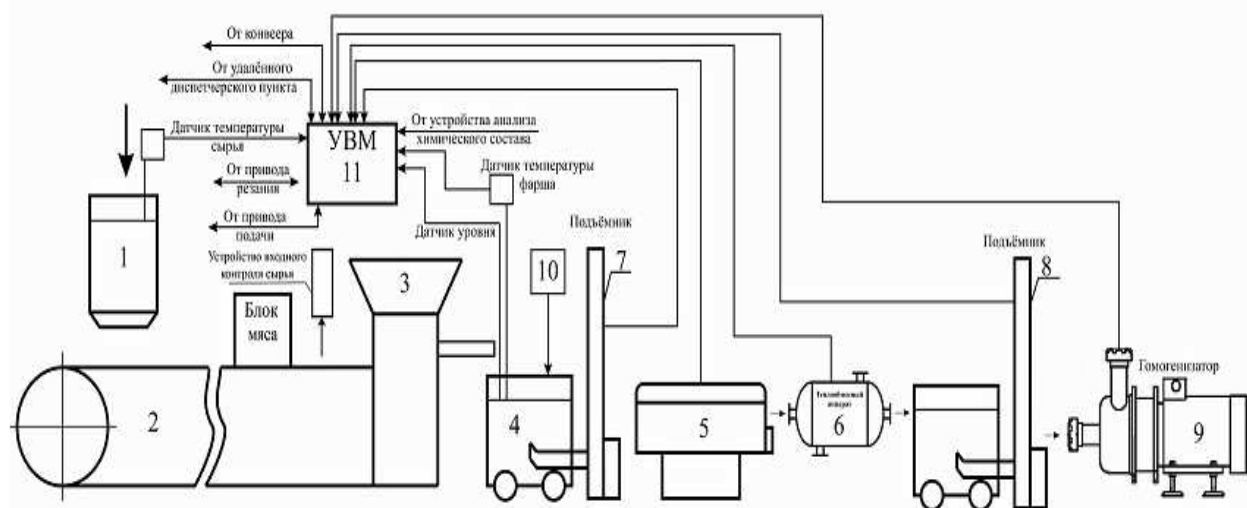 От конвеера
От удалённого
диспетчерского пункта
Датчик температуры
сырья
УВМ
11
От устройства анализа
химического состава
Датчик температуры
фарша
От привода
резания
От привода
подачи
Датчик уровня
Подъёмник
Подъёмник
Устройство входного
контроля сырья
1
3
10
7
8
Блок
мяса
Гомогенизатор
2
4
5
Теплообменный
аппарат
6
9